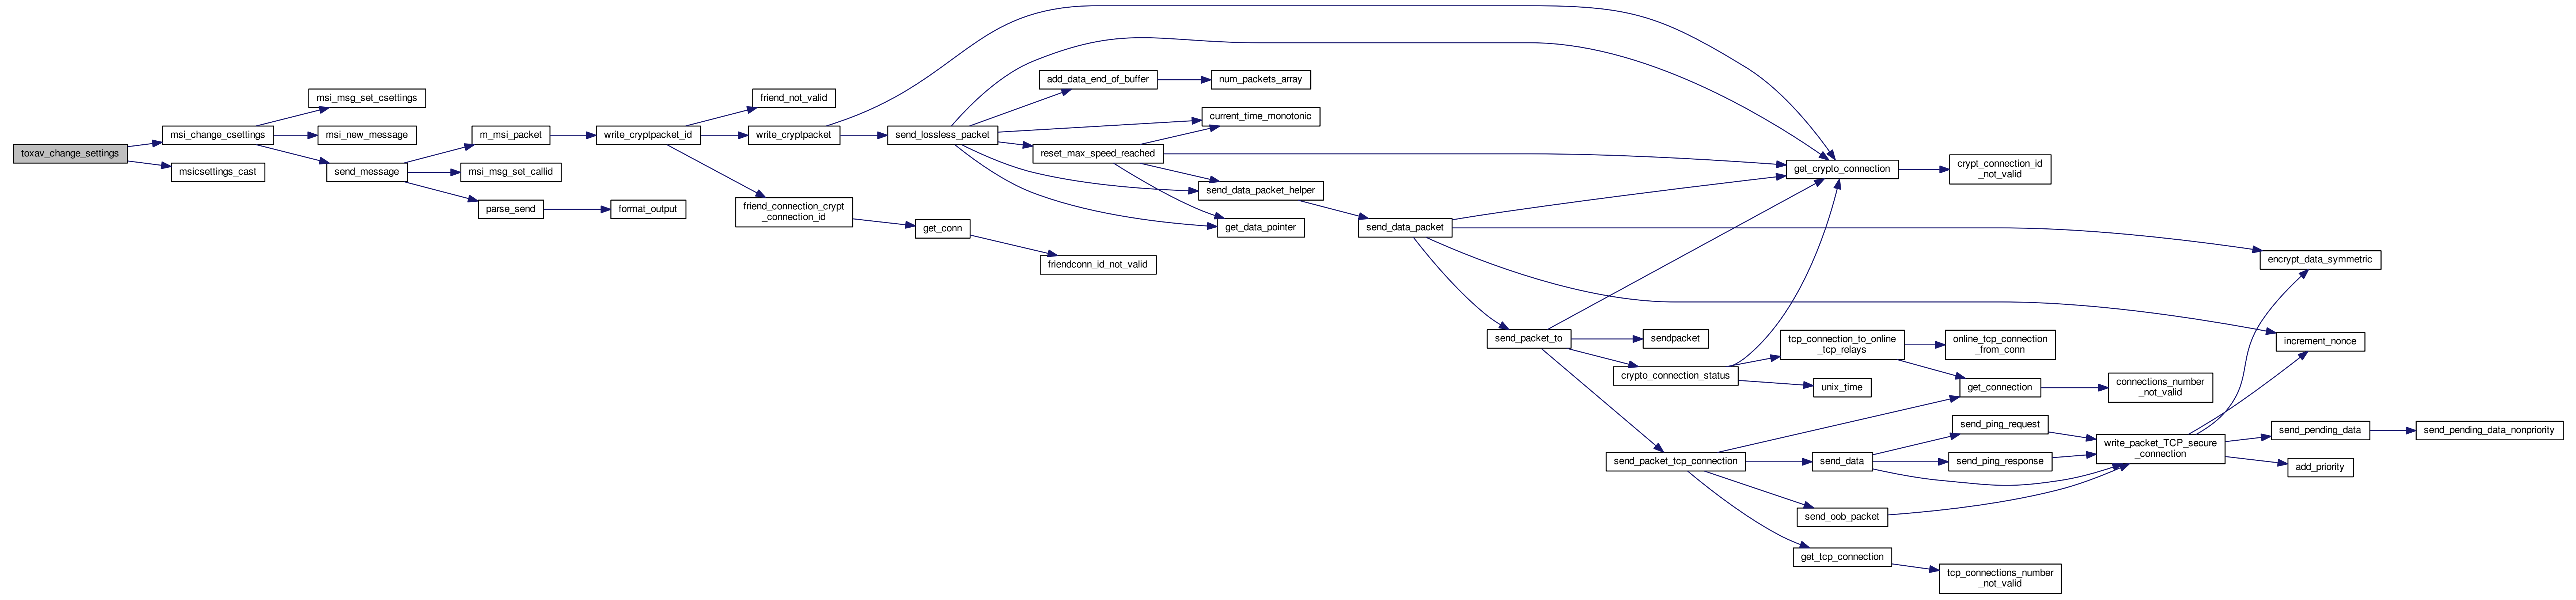 toxav_change_settings
msi_change_csettings
msicsettings_cast
msi_msg_set_csettings
msi_new_message
send_message
m_msi_packet
msi_msg_set_callid
parse_send
format_output
write_cryptpacket_id
friend_not_valid
write_cryptpacket
friend_connection_crypt
_connection_id
get_conn
friendconn_id_not_valid
send_lossless_packet
add_data_end_of_buffer
num_packets_array
current_time_monotonic
reset_max_speed_reached
send_data_packet_helper
get_data_pointer
send_data_packet
get_crypto_connection
crypt_connection_id
_not_valid
encrypt_data_symmetric
increment_nonce
send_packet_to
sendpacket
crypto_connection_status
tcp_connection_to_online
_tcp_relays
online_tcp_connection
_from_conn
unix_time
get_connection
connections_number
_not_valid
send_packet_tcp_connection
send_data
send_ping_request
send_ping_response
write_packet_TCP_secure
_connection
send_pending_data
send_pending_data_nonpriority
add_priority
send_oob_packet
get_tcp_connection
tcp_connections_number
_not_valid